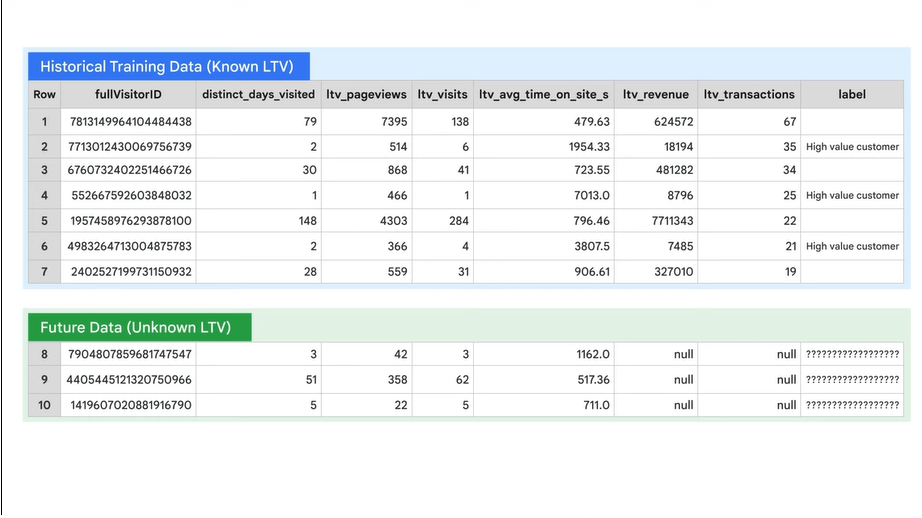 Historical Training Data (Known LTV)
Row fullVisitorID distinct_days_visited ltv_pageviews ltv_visits ltv_avg_time_on_site_s ltv_revenue ltv_transactions label
1 7813149964104484438 79 7395 138 479.63 624572 67
2 7713012430069756739 2 514 6 1954.33 18194 35 High value customer
3 6760732402251466726 30 868 41 723.55 481282 34
4 552667592603848032 1 466 1 7013.0 8796 25 High value customer
5 1957458976293878100 148 4303 284 796.46 7711343 22
6 4983264713004875783 2 366 4 3807.5 7485 21 High value customer
7 2402527199731150932 28 559 31 906.61 327010 19
Future Data (Unknown LTV)
8 7904807859681747547 3 42 3 1162.0 null null ??????????????????
9 4405445121320750966 51 358 62 517.36 null null ??????????????????
10 1419607020881916790 5 22 5 711.0 null null ??????????????????